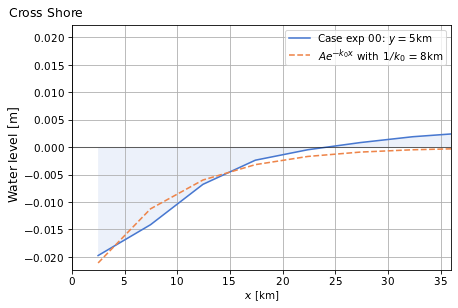 Cross Shore
Case exp 00: y = 5km
Ae^{-k_0x} with 1/k_0 = 8km
Water level [m]
0.020
0.015
0.010
0.005
0.000
−0.005
−0.010
−0.015
−0.020
0 5 10 15 20 25 30 35
x [km]